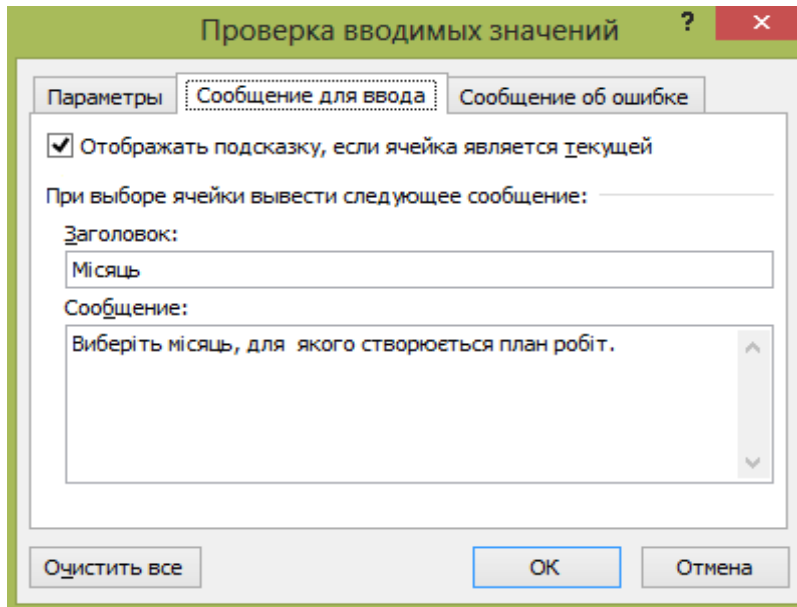 Проверка вводимых значений ? ×
Параметры Сообщение для ввода Сообщение об ошибке
Отображать подсказку, если ячейка является текущей
При выборе ячейки вывести следующее сообщение:
Заголовок:
Місяць
Сообщение:
Виберіть місяць, для якого створюється план робіт.
Очистить все ОК Отмена